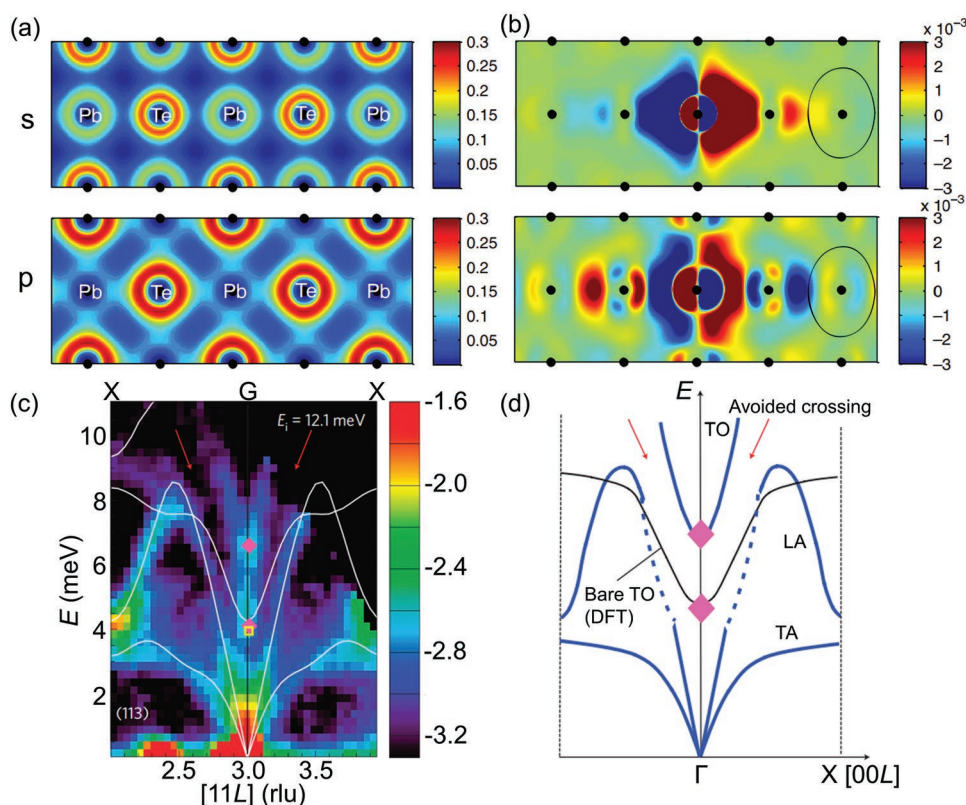 (a)
(b)
s
Pb Te Pb Te Pb
0.3
0.25
0.2
0.15
0.1
0.05
× 10⁻³
3
2
1
0
−1
−2
−3
p
Pb Te Pb Te Pb
0.3
0.25
0.2
0.15
0.1
0.05
3
2
1
0
−1
−2
−3
(c)
X G X
Eᵢ = 12.1 meV
10
8
6
4
2
E (meV)
(113)
2.5 3.0 3.5
[11L] (rlu)
-1.6
-2.0
-2.4
-2.8
-3.2
(d)
E
TO
Avoided crossing
LA
Bare TO
(DFT)
TA
Γ
X [00L]